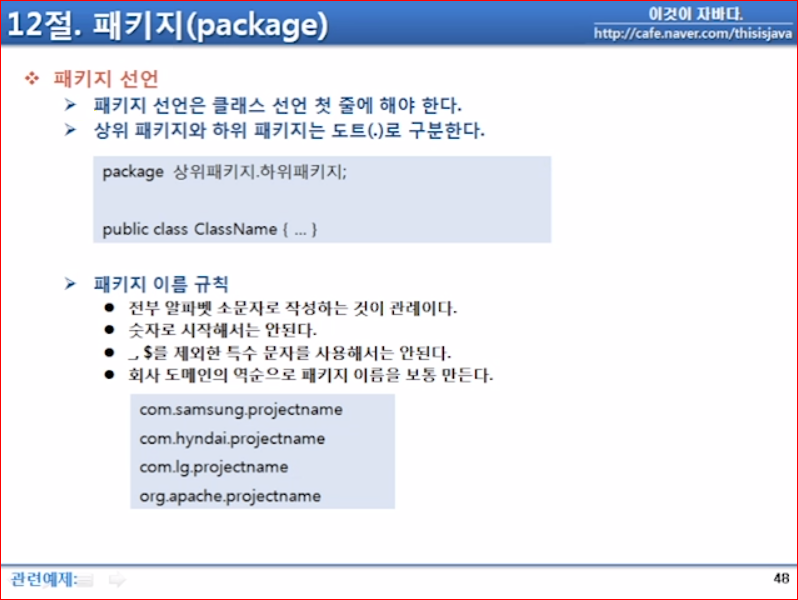 12절. 패키지(package)
이것이 자바다.
http://cafe.naver.com/thisisjava
패키지 선언
패키지 선언은 클래스 선언 첫 줄에 해야 한다.
상위 패키지와 하위 패키지는 도트(.)로 구분한다.
package 상위패키지.하위패키지;
public class ClassName { ... }
패키지 이름 규칙
전부 알파벳 소문자로 작성하는 것이 관례이다.
숫자로 시작해서는 안된다.
_, $를 제외한 특수 문자를 사용해서는 안된다.
회사 도메인의 역순으로 패키지 이름을 보통 만든다.
com.samsung.projectname
com.hyndai.projectname
com.lg.projectname
org.apache.projectname
관련예제:
48